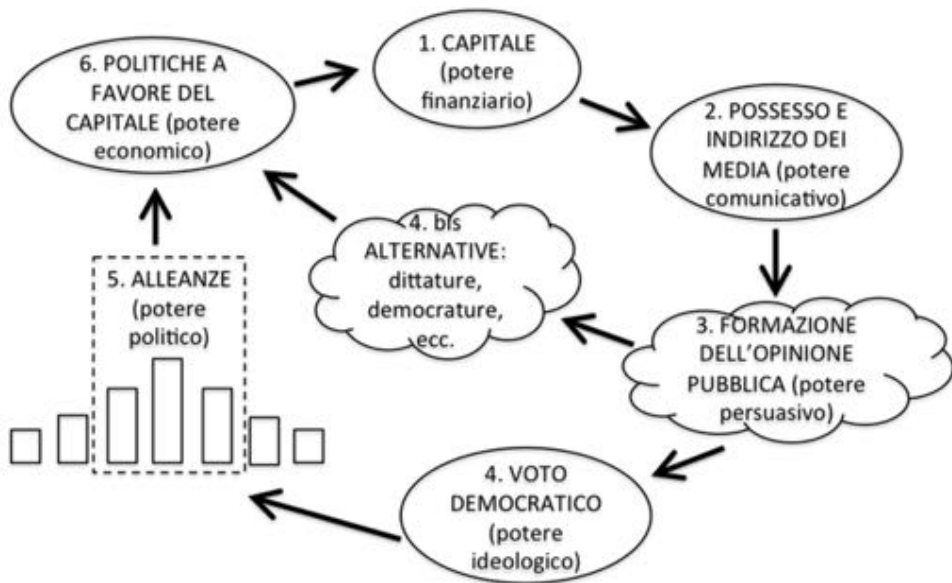 1. CAPITALE
(potere
finanziario)
2. POSSESSO E
INDIRIZZO DEI
MEDIA (potere
comunicativo)
3. FORMAZIONE
DELL'OPINIONE
PUBBLICA (potere
persuasivo)
4. bis
ALTERNATIVE:
dittature,
democrature,
ecc.
4. VOTO
DEMOCRATICO
(potere
ideologico)
5. ALLEANZE
(potere
politico)
6. POLITICHE A
FAVORE DEL
CAPITALE (potere
economico)